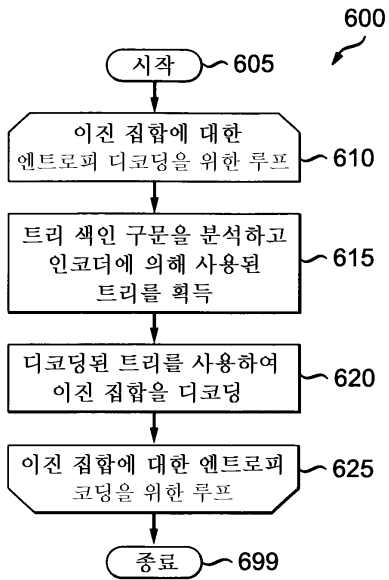 600
시작 605
이진 집합에 대한
엔트로피 디코딩을 위한 루프 610
트리 색인 구문을 분석하고
인코더에 의해 사용된 615
트리를 획득
디코딩된 트리를 사용하여
이진 집합을 디코딩 620
이진 집합에 대한 엔트로피
코딩을 위한 루프 625
종료 699